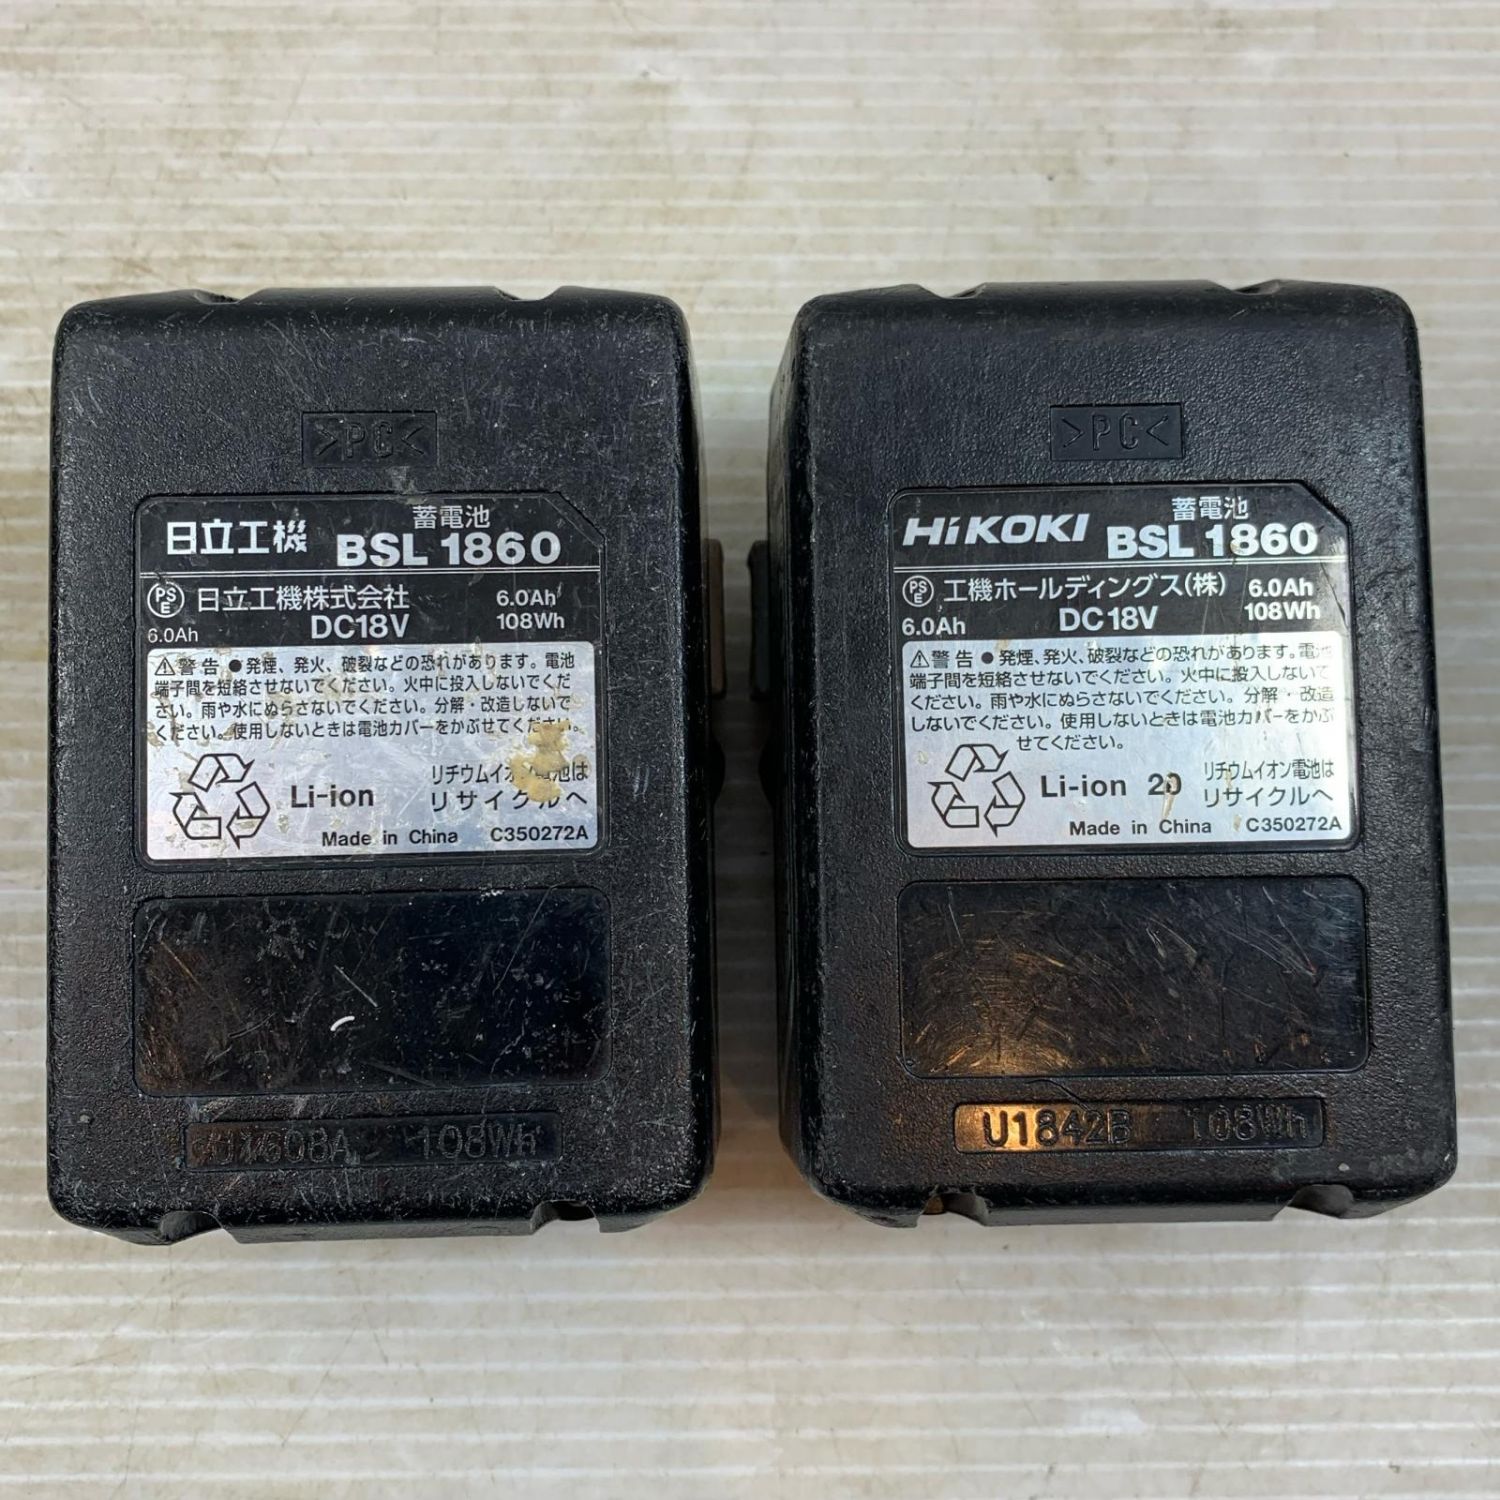 >PC<
蓄電池
日立工機 BSL 1860
PSE 日立工機株式会社 6.0Ah
6.0Ah DC18V 108Wh
⚠警告 ●発煙、発火、破裂などの恐れがあります。電池
端子間を短絡させないでください。火中に投入しないでくだ
さい。雨や水にぬらさないでください。分解・改造しないで
ください。使用しないときは電池カバーをかぶせてください。
リチウムイオン電池は
Li-ion リサイクルへ
Made in China C350272A
108Wh
>PC<
蓄電池
HiKOKI BSL 1860
PSE 工機ホールディングス(株) 6.0Ah
6.0Ah DC18V 108Wh
⚠警告 ●発煙、発火、破裂などの恐れがあります。電池
端子間を短絡させないでください。火中に投入しないで
ください。雨や水にぬらさないでください。分解・改造
しないでください。使用しないときは電池カバーをかぶ
せてください。
リチウムイオン電池は
Li-ion 20 リサイクルへ
Made in China C350272A
U1842B 108Wh